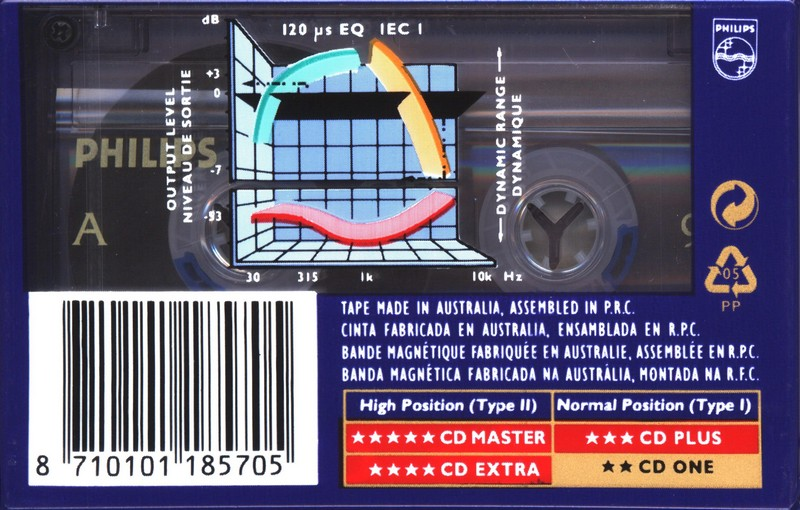 dB
120 µs EQ IEC I
PHILIPS
+3
0
-7
-93
OUTPUT LEVEL
NIVEAU DE SORTIE
DYNAMIC RANGE
DYNAMIQUE
PHILIPS
A
9
30 315 1k 10k Hz
05
PP
TAPE MADE IN AUSTRALIA, ASSEMBLED IN P.R.C.
CINTA FABRICADA EN AUSTRALIA, ENSAMBLADA EN R.P.C.
BANDE MAGNÉTIQUE FABRIQUÉE EN AUSTRALIE, ASSEMBLÉE EN R.P.C.
BANDA MAGNÉTICA FABRICADA NA AUSTRÁLIA, MONTADA NA R.F.C.
High Position (Type II) Normal Position (Type I)
★★★★★ CD MASTER ★★★ CD PLUS
★★★★ CD EXTRA ★★ CD ONE
8 710101 185705